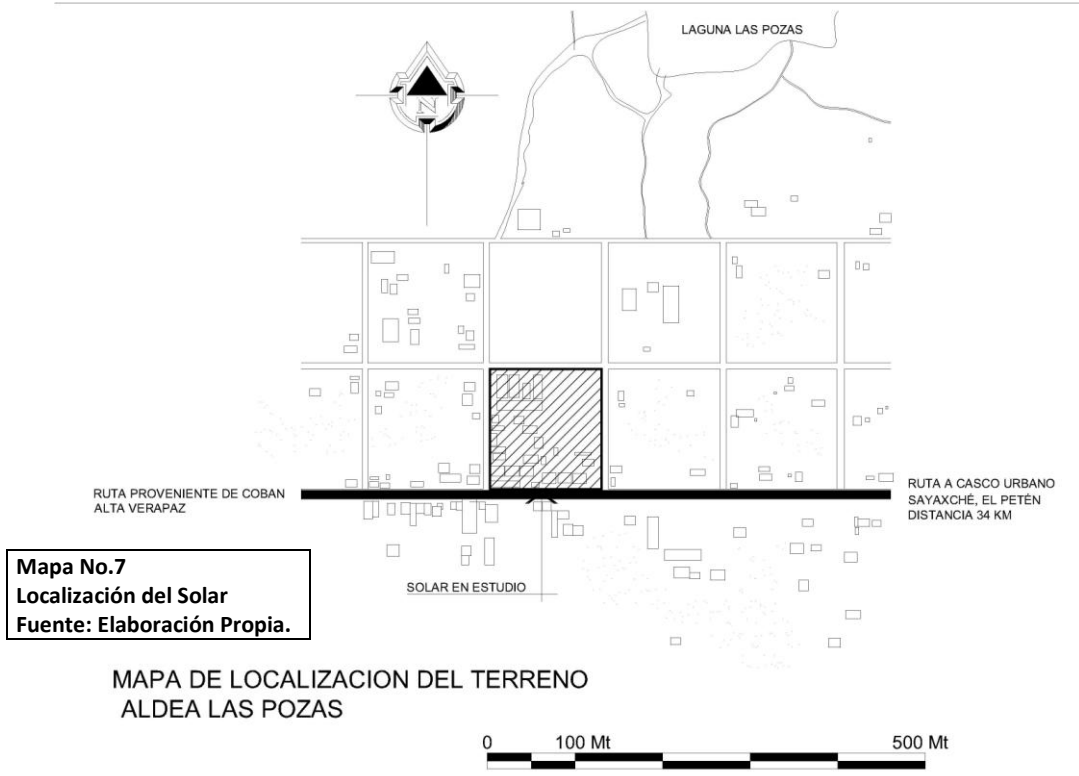 LAGUNA LAS POZAS
N
RUTA PROVENIENTE DE COBAN
ALTA VERAPAZ
RUTA A CASCO URBANO
SAYAXCHÉ, EL PETÉN
DISTANCIA 34 KM
SOLAR EN ESTUDIO
Mapa No.7
Localización del Solar
Fuente: Elaboración Propia.
MAPA DE LOCALIZACION DEL TERRENO
ALDEA LAS POZAS
0 100 Mt 500 Mt